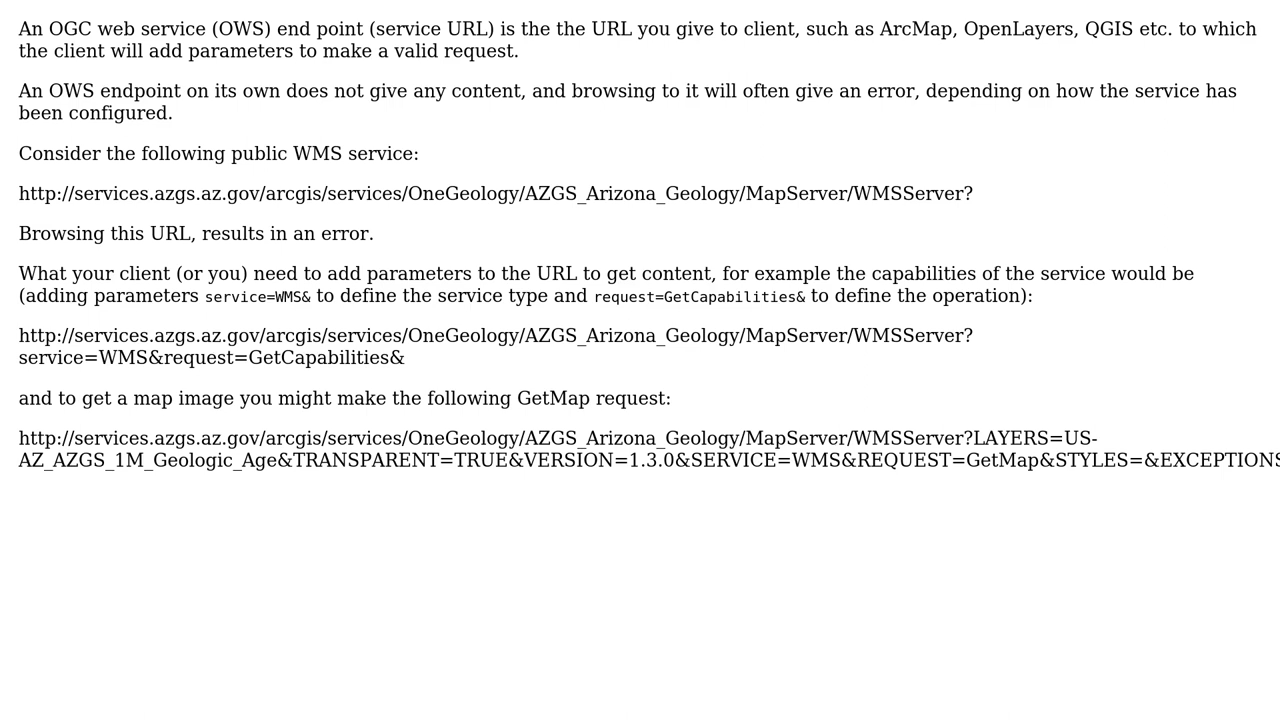 An OGC web service (OWS) end point (service URL) is the the URL you give to client, such as ArcMap, OpenLayers, QGIS etc. to which
the client will add parameters to make a valid request.
An OWS endpoint on its own does not give any content, and browsing to it will often give an error, depending on how the service has
been configured.
Consider the following public WMS service:
http://services.azgs.az.gov/arcgis/services/OneGeology/AZGS_Arizona_Geology/MapServer/WMSServer?
Browsing this URL, results in an error.
What your client (or you) need to add parameters to the URL to get content, for example the capabilities of the service would be
(adding parameters service=WMS& to define the service type and request=GetCapabilities& to define the operation):
http://services.azgs.az.gov/arcgis/services/OneGeology/AZGS_Arizona_Geology/MapServer/WMSServer?
service=WMS&request=GetCapabilities&
and to get a map image you might make the following GetMap request:
http://services.azgs.az.gov/arcgis/services/OneGeology/AZGS_Arizona_Geology/MapServer/WMSServer?LAYERS=US-
AZ_AZGS_1M_Geologic_Age&TRANSPARENT=TRUE&VERSION=1.3.0&SERVICE=WMS&REQUEST=GetMap&STYLES=&EXCEPTIONS